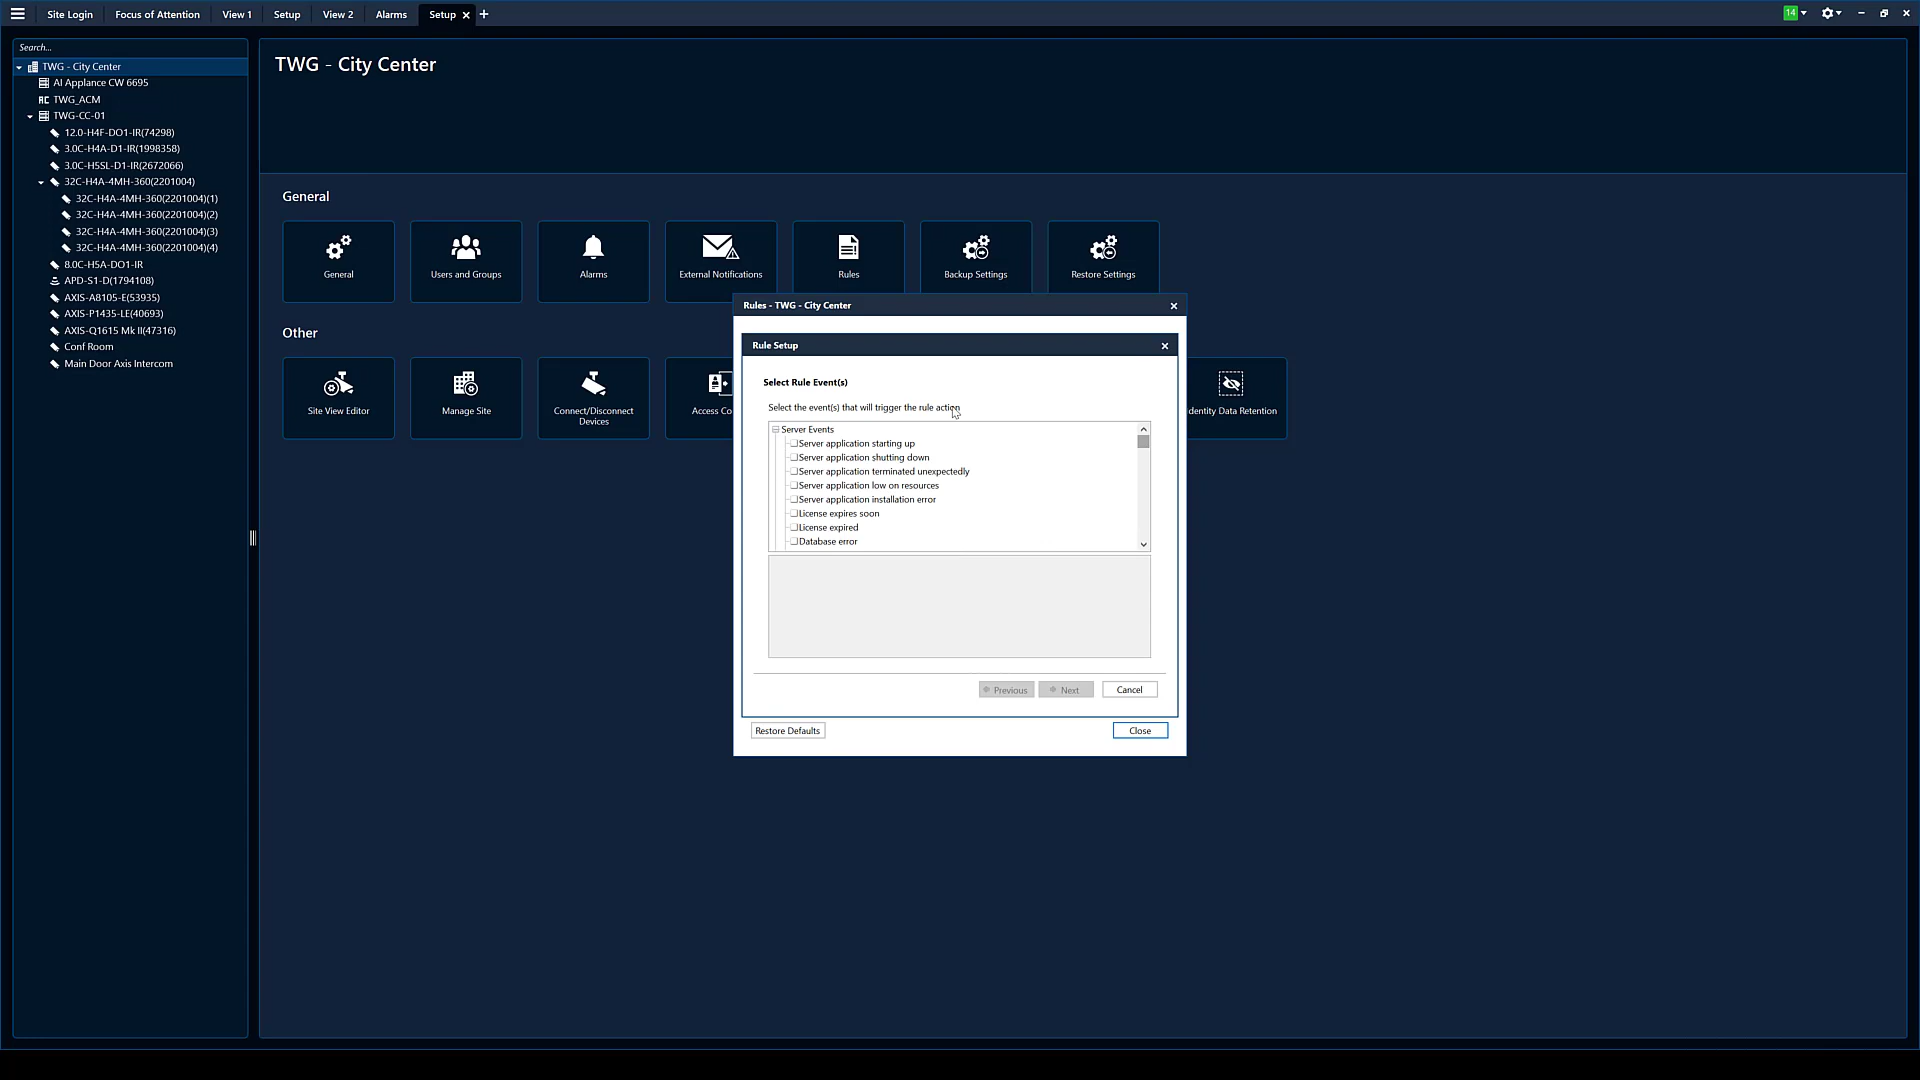 Site Login
Focus of Attention
View 1
Setup
View 2
Alarms
Setup
14
Search...
TWG - City Center
AI Applance CW 6695
TWG_ACM
TWG-CC-01
12.0-H4F-DO1-IR(74298)
3.0C-H4A-D1-IR(1998358)
3.0C-H5SL-D1-IR(2672066)
32C-H4A-4MH-360(2201004)
32C-H4A-4MH-360(2201004)(1)
32C-H4A-4MH-360(2201004)(2)
32C-H4A-4MH-360(2201004)(3)
32C-H4A-4MH-360(2201004)(4)
8.0C-H5A-DO1-IR
APD-S1-D(1794108)
AXIS-A8105-E(53935)
AXIS-P1435-LE(40693)
AXIS-Q1615 Mk II(47316)
Conf Room
Main Door Axis Intercom
TWG - City Center
General
General
Users and Groups
Alarms
External Notifications
Rules
Backup Settings
Restore Settings
Other
Site View Editor
Manage Site
Connect/Disconnect
Devices
Access Co
dentity Data Retention
Rules - TWG - City Center
Rule Setup
Select Rule Event(s)
Select the event(s) that will trigger the rule action
Server Events
Server application starting up
Server application shutting down
Server application terminated unexpectedly
Server application low on resources
Server application installation error
License expires soon
License expired
Database error
Previous
Next
Cancel
Restore Defaults
Close